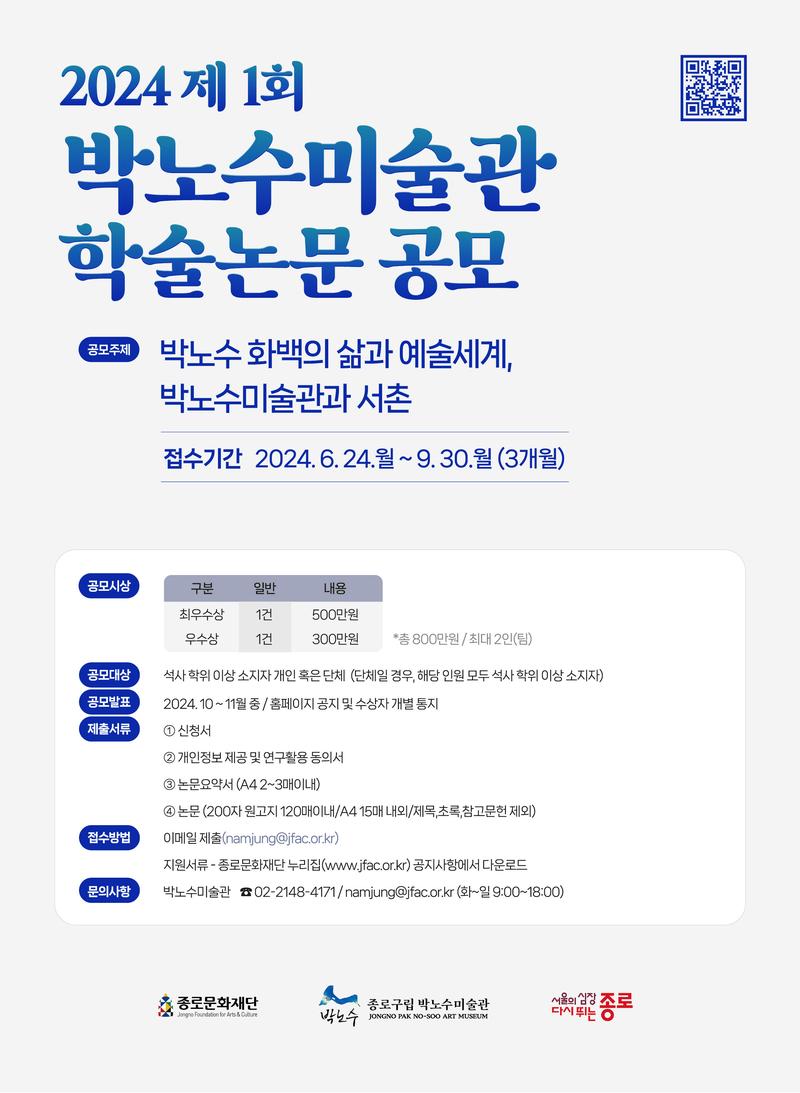 2024 제 1회
박노수미술관
학술논문 공모
공모주제 박노수 화백의 삶과 예술세계,
박노수미술관과 서촌
접수기간 2024. 6. 24.월 ~ 9. 30.월 (3개월)
공모시상
구분 일반 내용
최우수상 1건 500만원
우수상 1건 300만원 *총 800만원 / 최대 2인(팀)
공모대상 석사 학위 이상 소지자 개인 혹은 단체 (단체일 경우, 해당 인원 모두 석사 학위 이상 소지자)
공모발표 2024. 10 ~ 11월 중 / 홈페이지 공지 및 수상자 개별 통지
제출서류 ① 신청서
② 개인정보 제공 및 연구활용 동의서
③ 논문요약서 (A4 2~3매이내)
④ 논문 (200자 원고지 120매이내/A4 15매 내외/제목,초록,참고문헌 제외)
접수방법 이메일 제출(namjung@jfac.or.kr)
지원서류 - 종로문화재단 누리집(www.jfac.or.kr) 공지사항에서 다운로드
문의사항 박노수미술관 ☎ 02-2148-4171 / namjung@jfac.or.kr (화~일 9:00~18:00)
종로문화재단
Jongno Foundation for Arts & Culture
박노수
종로구립 박노수미술관
JONGNO PAK NO-SOO ART MUSEUM
서울의 심장
다시 뛰는 종로